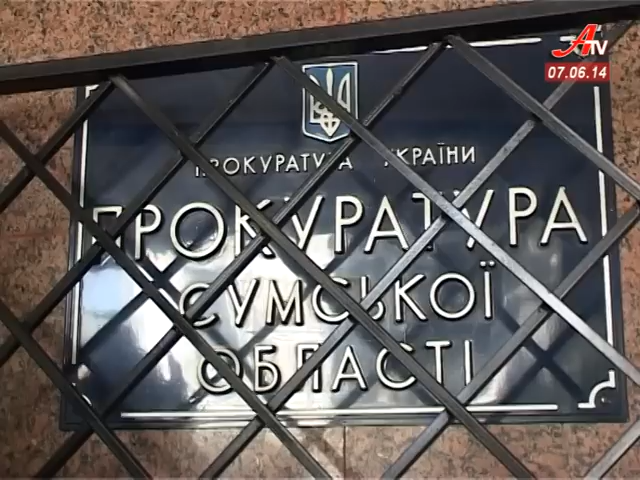 ATV
07.06.14
ПРОКУРАТУРА УКРАЇНИ
ПРОКУРАТУРА
СУМСЬКОЇ
ОБЛАСТІ